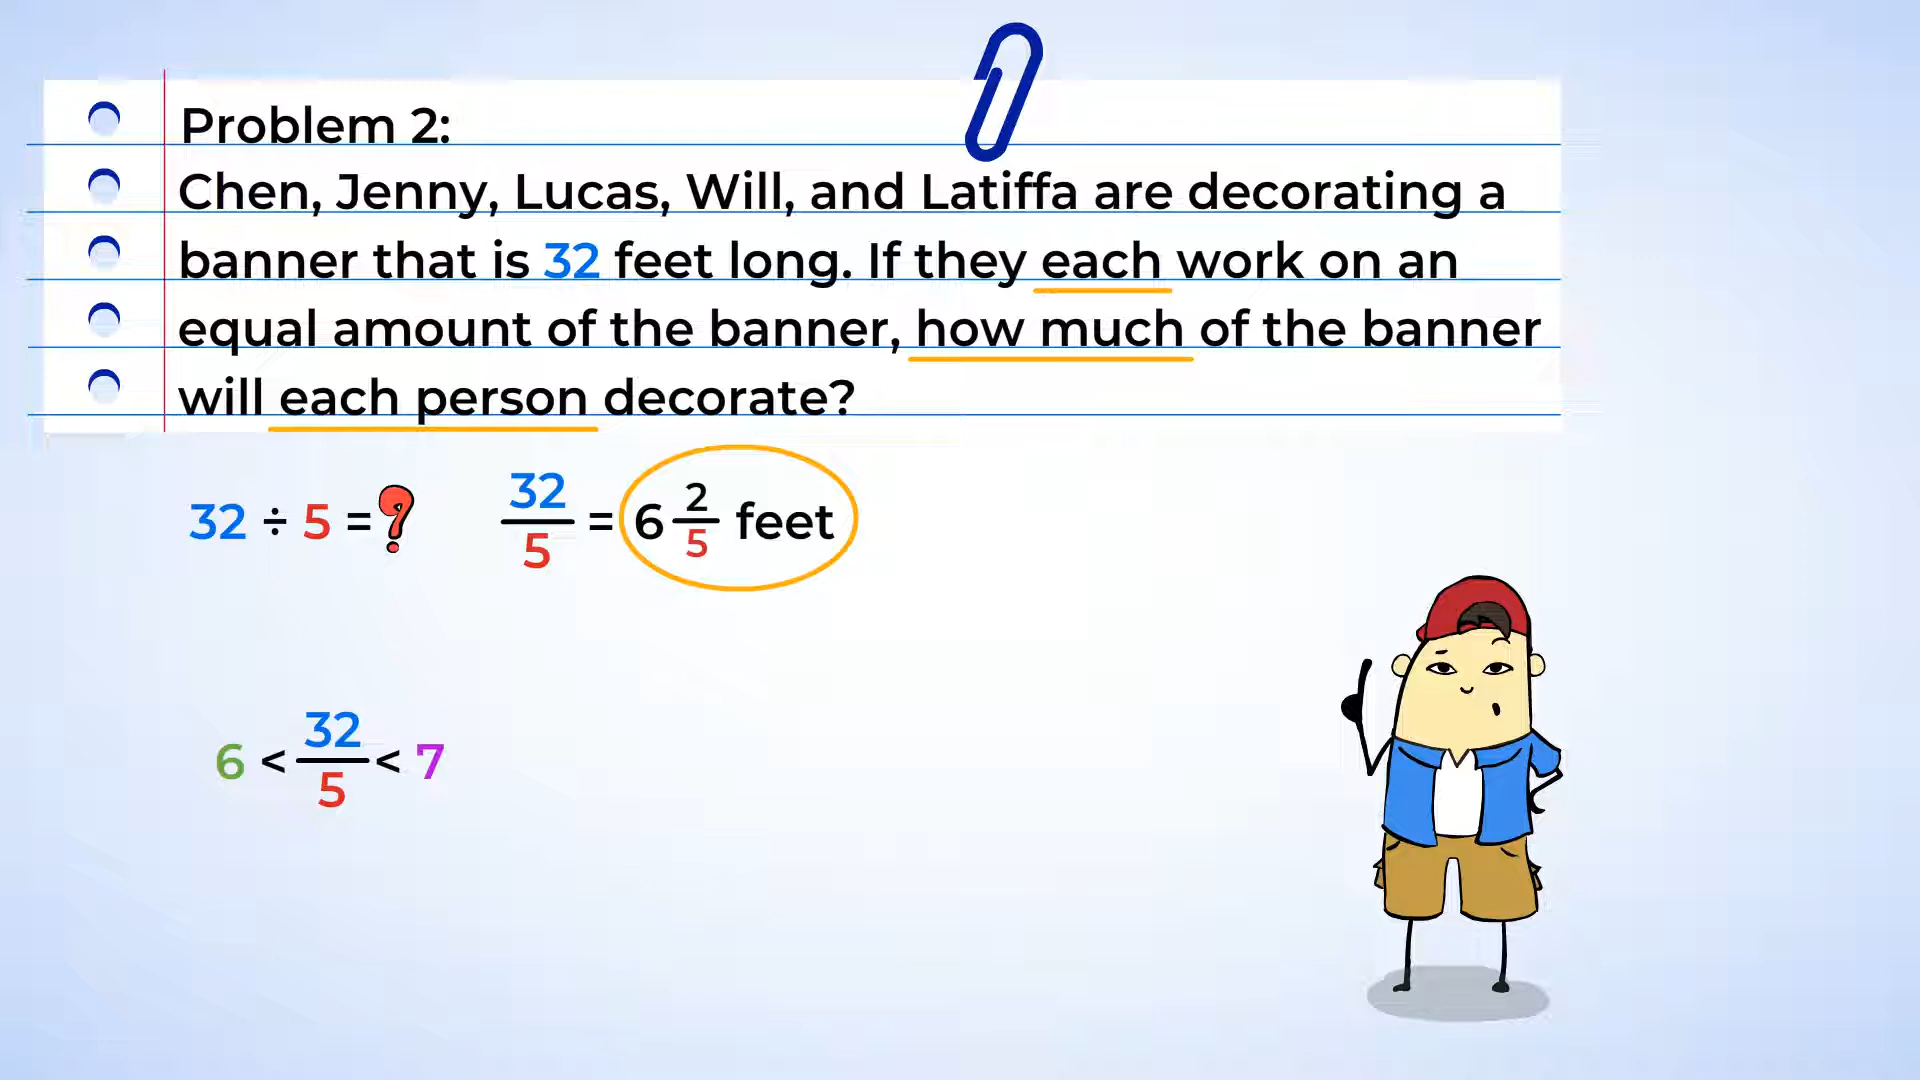 Problem 2:
Chen, Jenny, Lucas, Will, and Latiffa are decorating a
banner that is 32 feet long. If they each work on an
equal amount of the banner, how much of the banner
will each person decorate?
32 ÷ 5 = ? 32/5 = 6 2/5 feet
6 < 32/5 < 7